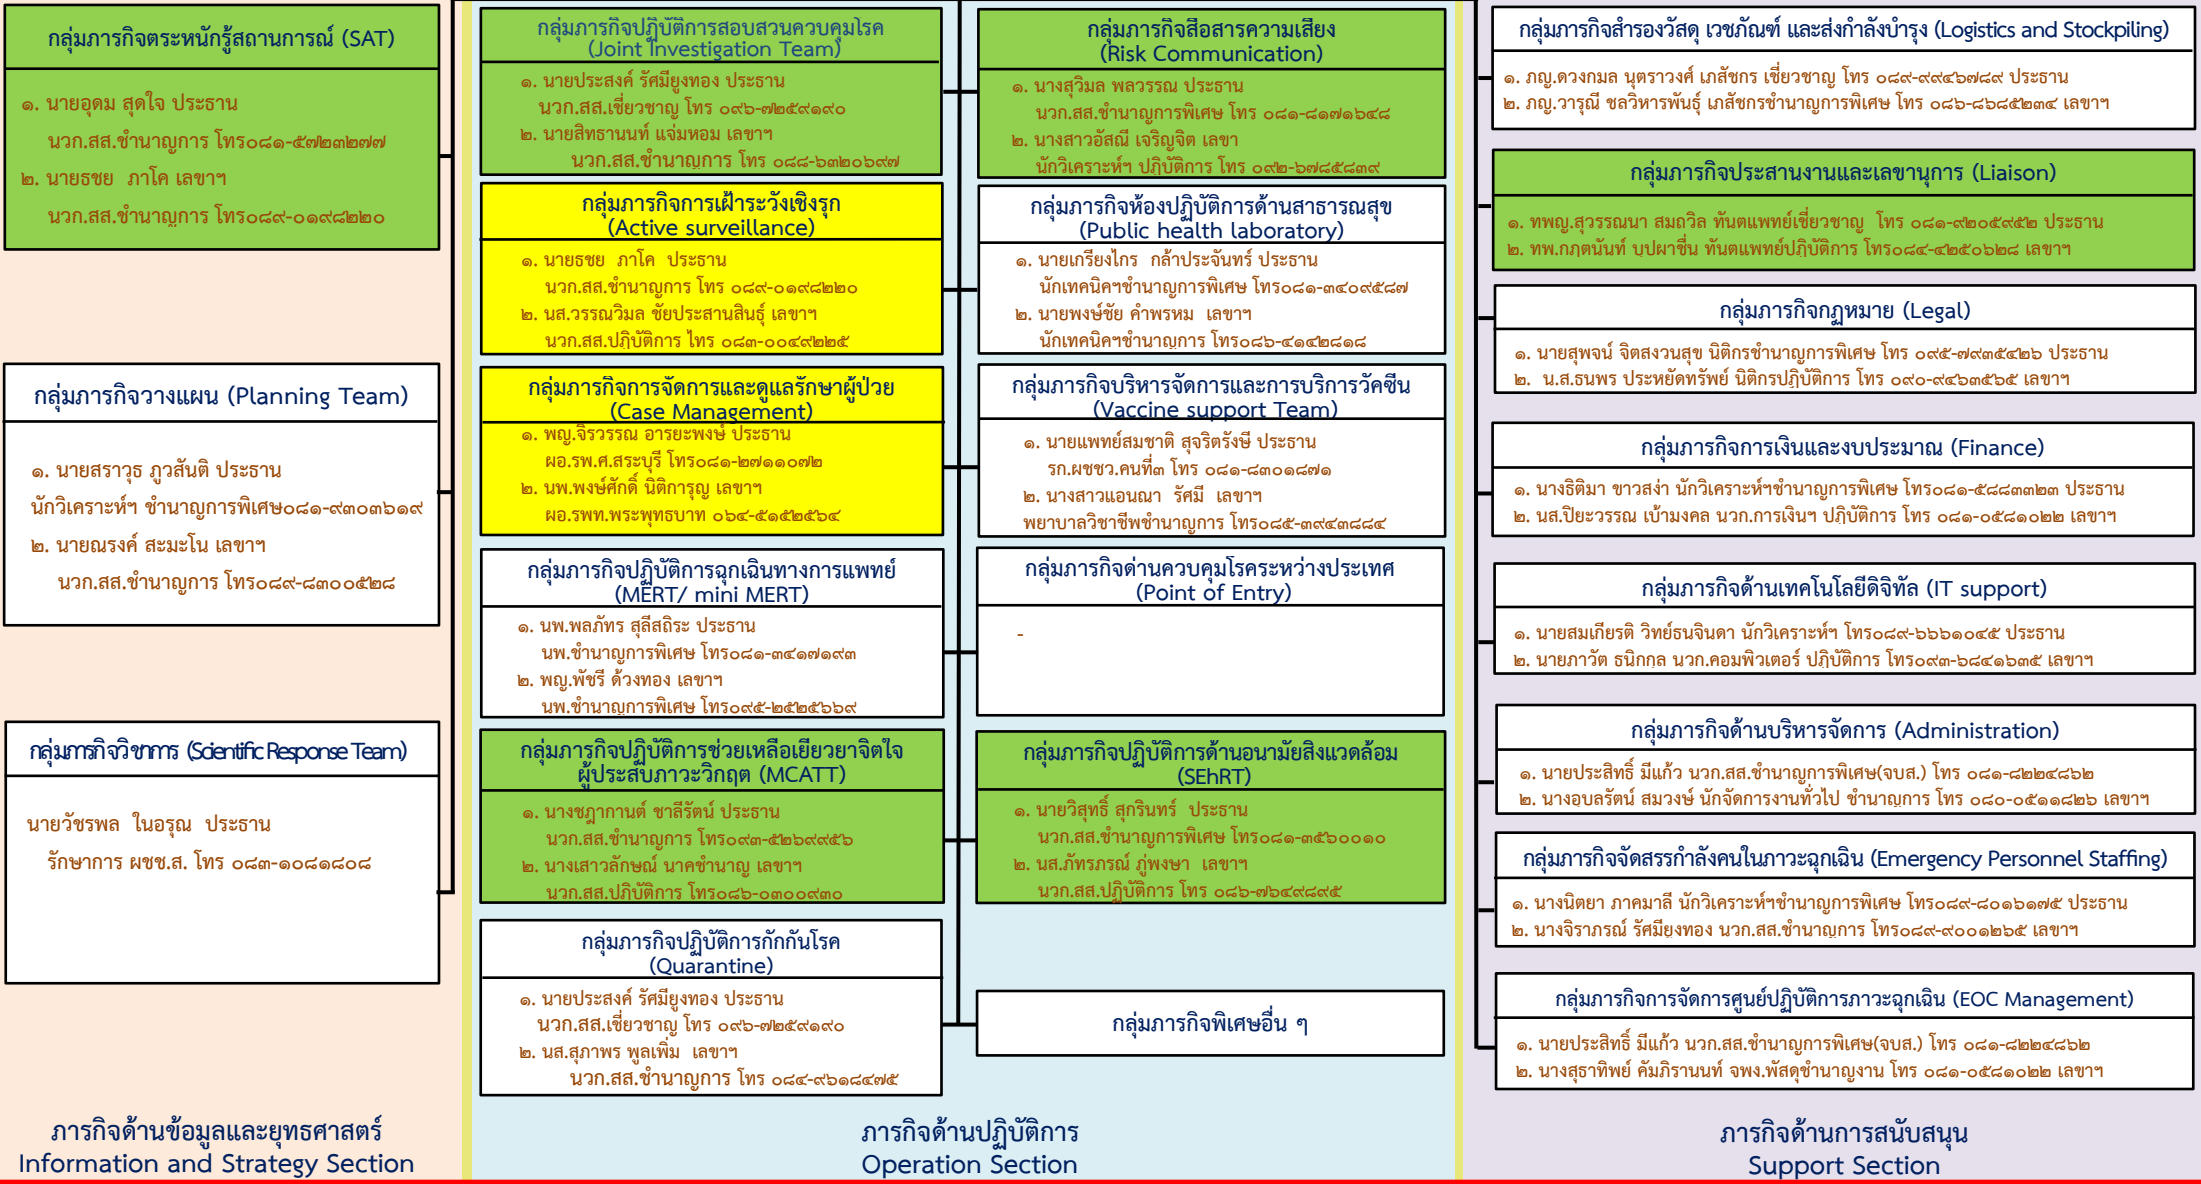 กลุ่มภารกิจตระหนักรู้สถานการณ์ (SAT)
๑. นายอุดม สุดใจ ประธาน
นวก.สส.ชำนาญการ โทร๐๘๑-๕๗๒๓๒๗๗
๒. นายธชย ภาโค เลขาฯ
นวก.สส.ชำนาญการ โทร๐๘๙-๐๑๙๘๒๒๐
กลุ่มภารกิจวางแผน (Planning Team)
๑. นายสราวุธ ภูวสันติ ประธาน
นักวิเคราะห์ฯ ชำนาญการพิเศษ๐๘๑-๙๓๐๓๖๑๙
๒. นายณรงค์ สะมะโน เลขาฯ
นวก.สส.ชำนาญการ โทร๐๘๙-๘๓๐๐๕๒๘
กลุ่มภารกิจวิชาการ (Scientific Response Team)
นายวัชรพล ในอรุณ ประธาน
รักษาการ ผชช.ส. โทร ๐๘๓-๑๐๘๑๘๐๘
ภารกิจด้านข้อมูลและยุทธศาสตร์
Information and Strategy Section
กลุ่มภารกิจปฏิบัติการสอบสวนควบคุมโรค
(Joint Investigation Team)
๑. นายประสงค์ รัศมียูงทอง ประธาน
นวก.สส.เชี่ยวชาญ โทร ๐๙๖-๗๒๕๙๑๙๐
๒. นายสิทธานนท์ แจ่มหอม เลขาฯ
นวก.สส.ชำนาญการ โทร ๐๘๘-๖๓๒๐๖๙๗
กลุ่มภารกิจการเฝ้าระวังเชิงรุก
(Active surveillance)
๑. นายธชย ภาโค ประธาน
นวก.สส.ชำนาญการ โทร ๐๘๙-๐๑๙๘๒๒๐
๒. นส.วรรณวิมล ชัยประสานสินธุ์ เลขาฯ
นวก.สส.ปฏิบัติการ ไทร ๐๘๓-๐๐๔๙๒๒๕
กลุ่มภารกิจการจัดการและดูแลรักษาผู้ป่วย
(Case Management)
๑. พญ.จิรวรรณ อารยะพงษ์ ประธาน
ผอ.รพ.ศ.สระบุรี โทร๐๘๑-๒๗๑๑๐๗๒
๒. นพ.พงษ์ศักดิ์ นิติการุญ เลขาฯ
ผอ.รพท.พระพุทธบาท ๐๖๔-๕๑๕๒๕๖๔
กลุ่มภารกิจปฏิบัติการฉุกเฉินทางการแพทย์
(MERT/ mini MERT)
๑. นพ.พลภัทร สุลีสถิระ ประธาน
นพ.ชำนาญการพิเศษ โทร๐๘๑-๓๔๑๗๑๙๓
๒. พญ.พัชรี ด้วงทอง เลขาฯ
นพ.ชำนาญการพิเศษ โทร๐๙๕-๒๕๒๕๖๖๙
กลุ่มภารกิจปฏิบัติการช่วยเหลือเยียวยาจิตใจ
ผู้ประสบภาวะวิกฤต (MCATT)
๑. นางชฎากานต์ ชาลีรัตน์ ประธาน
นวก.สส.ชำนาญการ โทร๐๙๓-๕๒๖๙๙๕๖
๒. นางเสาวลักษณ์ นาคชำนาญ เลขาฯ
นวก.สส.ปฏิบัติการ โทร๐๘๖-๐๓๐๐๙๓๐
กลุ่มภารกิจปฏิบัติการกักกันโรค
(Quarantine)
๑. นายประสงค์ รัศมียูงทอง ประธาน
นวก.สส.เชี่ยวชาญ โทร ๐๙๖-๗๒๕๙๑๙๐
๒. นส.สุภาพร พูลเพิ่ม เลขาฯ
นวก.สส.ชำนาญการ โทร ๐๘๔-๙๖๑๘๔๗๕
กลุ่มภารกิจสื่อสารความเสี่ยง
(Risk Communication)
๑. นางสุวิมล พลวรรณ ประธาน
นวก.สส.ชำนาญการพิเศษ โทร ๐๘๑-๘๑๗๑๖๔๘
๒. นางสาวอัสณี เจริญจิต เลขา
นักวิเคราะห์ฯ ปฏิบัติการ โทร ๐๙๒-๖๗๘๕๘๓๙
กลุ่มภารกิจห้องปฏิบัติการด้านสาธารณสุข
(Public health laboratory)
๑. นายเกรียงไกร กล้าประจันทร์ ประธาน
นักเทคนิคฯชำนาญการพิเศษ โทร๐๘๑-๓๔๐๙๕๘๗
๒. นายพงษ์ชัย คำพรหม เลขาฯ
นักเทคนิคฯชำนาญการ โทร๐๘๖-๔๑๔๒๘๑๘
กลุ่มภารกิจบริหารจัดการและการบริการวัคซีน
(Vaccine support Team)
๑. นายแพทย์สมชาติ สุจริตรังษี ประธาน
รก.ผชชว.คนที่๓ โทร ๐๘๑-๘๓๐๑๘๗๑
๒. นางสาวแอนณา รัศมี เลขาฯ
พยาบาลวิชาชีพชำนาญการ โทร๐๘๕-๓๙๔๓๘๘๔
กลุ่มภารกิจด่านควบคุมโรคระหว่างประเทศ
(Point of Entry)
-
กลุ่มภารกิจปฏิบัติการด้านอนามัยสิ่งแวดล้อม
(SEhRT)
๑. นายวิสุทธิ์ สุกรินทร์ ประธาน
นวก.สส.ชำนาญการพิเศษ โทร๐๘๑-๓๕๖๐๐๑๐
๒. นส.ภัทรภรณ์ ภู่พงษา เลขาฯ
นวก.สส.ปฏิบัติการ โทร ๐๘๖-๗๖๔๙๘๙๕
กลุ่มภารกิจพิเศษอื่น ๆ
ภารกิจด้านปฏิบัติการ
Operation Section
กลุ่มภารกิจสำรองวัสดุ เวชภัณฑ์ และส่งกำลังบำรุง (Logistics and Stockpiling)
๑. ภญ.ดวงกมล นุตราวงศ์ เภสัชกร เชี่ยวชาญ โทร ๐๘๙-๙๙๔๖๗๘๙ ประธาน
๒. ภญ.วารุณี ชลวิหารพันธุ์ เภสัชกรชำนาญการพิเศษ โทร ๐๘๖-๘๖๘๕๒๓๔ เลขาฯ
กลุ่มภารกิจประสานงานและเลขานุการ (Liaison)
๑. ทพญ.สุวรรณนา สมถวิล ทันตแพทย์เชี่ยวชาญ โทร ๐๘๑-๙๒๐๕๙๕๒ ประธาน
๒. ทพ.กฤตนันท์ บุปผาชื่น ทันตแพทย์ปฏิบัติการ โทร๐๘๔-๔๒๕๐๖๒๘ เลขาฯ
กลุ่มภารกิจกฎหมาย (Legal)
๑. นายสุพจน์ จิตสงวนสุข นิติกรชำนาญการพิเศษ โทร ๐๙๕-๗๙๓๕๔๒๖ ประธาน
๒. น.ส.ธนพร ประหยัดทรัพย์ นิติกรปฏิบัติการ โทร ๐๙๐-๙๔๖๓๕๖๕ เลขาฯ
กลุ่มภารกิจการเงินและงบประมาณ (Finance)
๑. นางธิติมา ขาวสง่า นักวิเคราะห์ฯชำนาญการพิเศษ โทร๐๘๑-๕๘๘๓๓๒๓ ประธาน
๒. นส.ปิยะวรรณ เบ้ามงคล นวก.การเงินฯ ปฏิบัติการ โทร ๐๘๑-๐๕๘๑๐๒๒ เลขาฯ
กลุ่มภารกิจด้านเทคโนโลยีดิจิทัล (IT support)
๑. นายสมเกียรติ วิทย์ธนจินดา นักวิเคราะห์ฯ โทร๐๘๙-๖๖๖๑๐๔๕ ประธาน
๒. นายภาวัต ธนิกกุล นวก.คอมพิวเตอร์ ปฏิบัติการ โทร๐๙๓-๖๘๔๑๖๓๕ เลขาฯ
กลุ่มภารกิจด้านบริหารจัดการ (Administration)
๑. นายประสิทธิ์ มีแก้ว นวก.สส.ชำนาญการพิเศษ(จบส.) โทร ๐๘๑-๘๒๒๔๘๖๒
๒. นางอุบลรัตน์ สมวงษ์ นักจัดการงานทั่วไป ชำนาญการ โทร ๐๘๐-๐๕๑๑๘๒๖ เลขาฯ
กลุ่มภารกิจจัดสรรกำลังคนในภาวะฉุกเฉิน (Emergency Personnel Staffing)
๑. นางนิตยา ภาคมาลี นักวิเคราะห์ฯชำนาญการพิเศษ โทร๐๘๙-๘๐๑๖๑๗๕ ประธาน
๒. นางจิราภรณ์ รัศมียูงทอง นวก.สส.ชำนาญการ โทร๐๘๙-๙๐๐๑๒๖๕ เลขาฯ
กลุ่มภารกิจการจัดการศูนย์ปฏิบัติการภาวะฉุกเฉิน (EOC Management)
๑. นายประสิทธิ์ มีแก้ว นวก.สส.ชำนาญการพิเศษ(จบส.) โทร ๐๘๑-๘๒๒๔๘๖๒
๒. นางสุธาทิพย์ คัมภิรานนท์ จพง.พัสดุชำนาญงาน โทร ๐๘๑-๐๕๘๑๐๒๒ เลขาฯ
ภารกิจด้านการสนับสนุน
Support Section